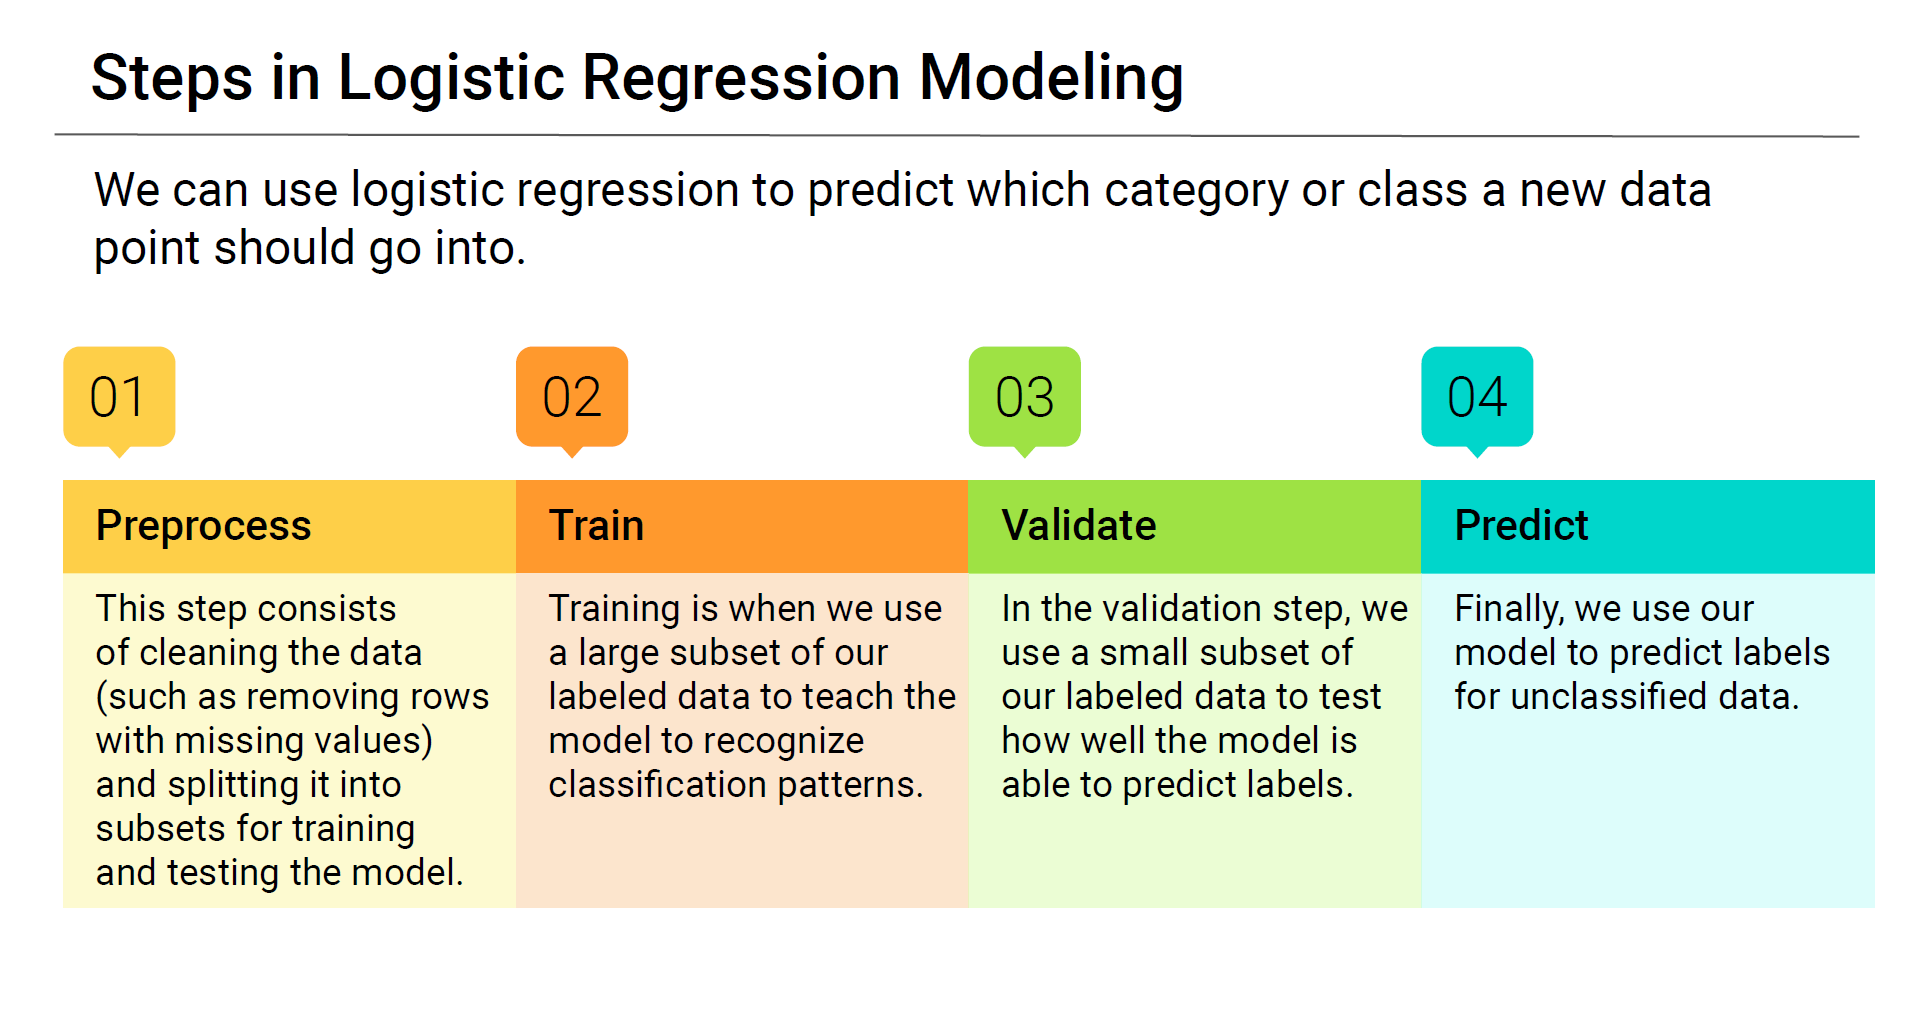 Steps in Logistic Regression Modeling
We can use logistic regression to predict which category or class a new data
point should go into.
01
Preprocess
This step consists
of cleaning the data
(such as removing rows
with missing values)
and splitting it into
subsets for training
and testing the model.
02
Train
Training is when we use
a large subset of our
labeled data to teach the
model to recognize
classification patterns.
03
Validate
In the validation step, we
use a small subset of
our labeled data to test
how well the model is
able to predict labels.
04
Predict
Finally, we use our
model to predict labels
for unclassified data.